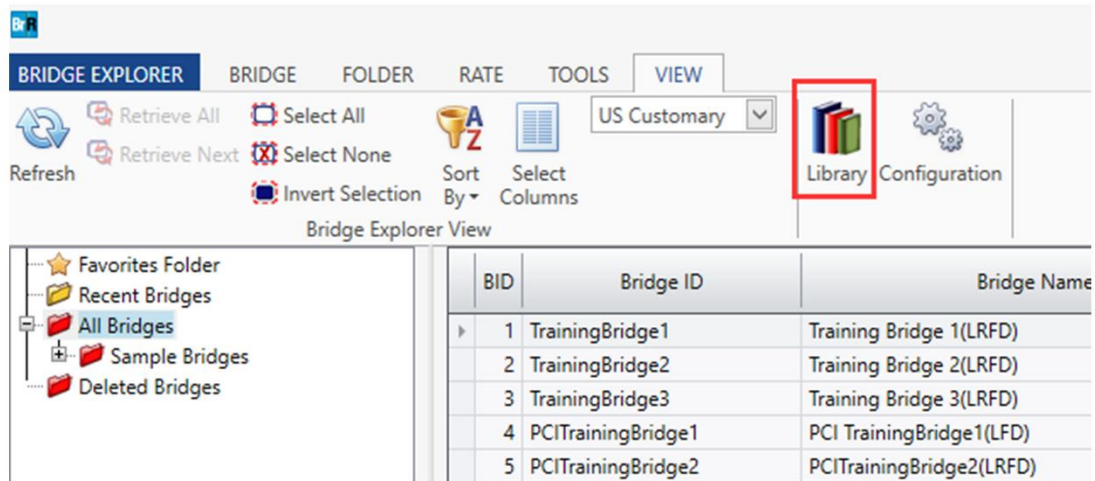 BrR
BRIDGE EXPLORER BRIDGE FOLDER RATE TOOLS VIEW
Refresh
Retrieve All
Retrieve Next
Select All
Select None
Invert Selection
Sort By
Select Columns
US Customary
Bridge Explorer View
Library
Configuration
Favorites Folder
Recent Bridges
All Bridges
Sample Bridges
Deleted Bridges
BID Bridge ID Bridge Name
1 TrainingBridge1 Training Bridge 1(LRFD)
2 TrainingBridge2 Training Bridge 2(LRFD)
3 TrainingBridge3 Training Bridge 3(LRFD)
4 PCITrainingBridge1 PCI TrainingBridge1(LFD)
5 PCITrainingBridge2 PCITrainingBridge2(LRFD)